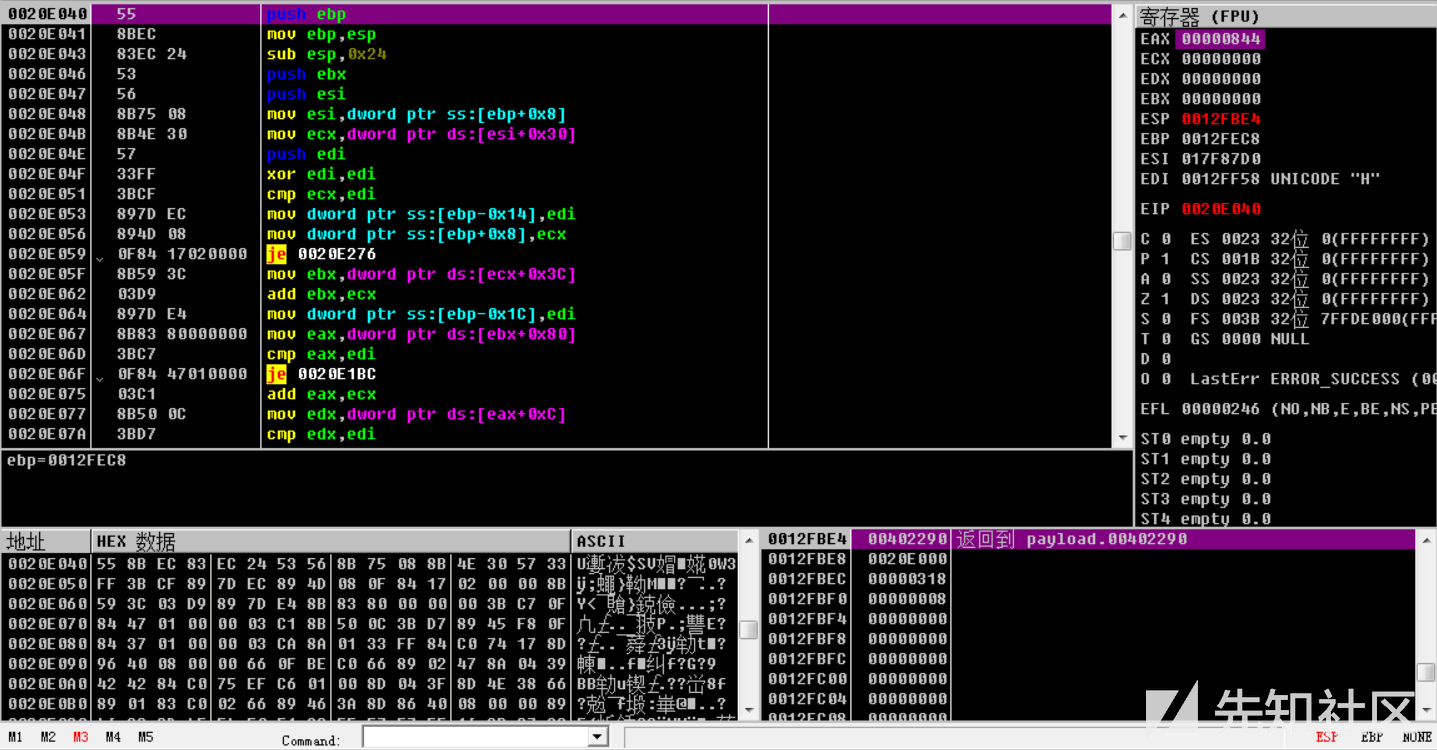 0020E040 55 push ebp
0020E041 8BEC mov ebp,esp
0020E043 83EC 24 sub esp,0x24
0020E046 53 push ebx
0020E047 56 push esi
0020E048 8B75 08 mov esi,dword ptr ss:[ebp+0x8]
0020E04B 8B4E 30 mov ecx,dword ptr ds:[esi+0x30]
0020E04E 57 push edi
0020E04F 33FF xor edi,edi
0020E051 3BCF cmp ecx,edi
0020E053 897D EC mov dword ptr ss:[ebp-0x14],edi
0020E056 894D 08 mov dword ptr ss:[ebp+0x8],ecx
0020E059 0F84 17020000 je 0020E276
0020E05F 8B59 3C mov ebx,dword ptr ds:[ecx+0x3C]
0020E062 03D9 add ebx,ecx
0020E064 897D E4 mov dword ptr ss:[ebp-0x1C],edi
0020E067 8B83 80000000 mov eax,dword ptr ds:[ebx+0x80]
0020E06D 3BC7 cmp eax,edi
0020E06F 0F84 47010000 je 0020E1BC
0020E075 03C1 add eax,ecx
0020E077 8B50 0C mov edx,dword ptr ds:[eax+0xC]
0020E07A 3BD7 cmp edx,edi
ebp=0012FEC8
寄存器 (FPU)
EAX 00000844
ECX 00000000
EDX 00000000
EBX 00000000
ESP 0012FBE4
EBP 0012FEC8
ESI 017F87D0
EDI 0012FF58 UNICODE "H"
EIP 0020E040
C 0 ES 0023 32位 0(FFFFFFFF)
P 1 CS 001B 32位 0(FFFFFFFF)
A 0 SS 0023 32位 0(FFFFFFFF)
Z 1 DS 0023 32位 0(FFFFFFFF)
S 0 FS 003B 32位 7FFDE000(FFF
T 0 GS 0000 NULL
D 0
O 0 LastErr ERROR_SUCCESS (00
EFL 00000246 (NO,NB,E,BE,NS,PE
ST0 empty 0.0
ST1 empty 0.0
ST2 empty 0.0
ST3 empty 0.0
ST4 empty 0.0
地址 HEX 数据 ASCII
0020E040 55 8B EC 83 EC 24 53 56 8B 75 08 8B 4E 30 57 33
0020E050 FF 3B CF 89 7D EC 89 4D 08 0F 84 17 02 00 00 8B
0020E060 59 3C 03 D9 89 7D E4 8B 83 80 00 00 00 3B C7 0F
0020E070 84 47 01 00 00 03 C1 8B 50 0C 3B D7 89 45 F8 0F
0020E080 84 37 01 00 00 03 CA 8A 01 33 FF 84 C0 74 17 8D
0020E090 96 40 08 00 00 66 0F BE C0 66 89 02 47 8A 04 39
0020E0A0 42 42 84 C0 75 EF C6 01 00 8D 04 3F 8D 4E 38 66
0020E0B0 89 01 83 C0 02 66 89 46 3A 8D 86 40 08 00 00 89
0012FBE4 00402290 返回到 payload.00402290
0012FBE8 0020E000
0012FBEC 00000318
0012FBF0 00000008
0012FBF4 00000000
0012FBF8 00000000
0012FBFC 00000000
0012FC00 00000000
0012FC04 00000000
0012FC08 00000000
先知社区
M1 M2 M3 M4 M5 Command: ESP EBP NONE